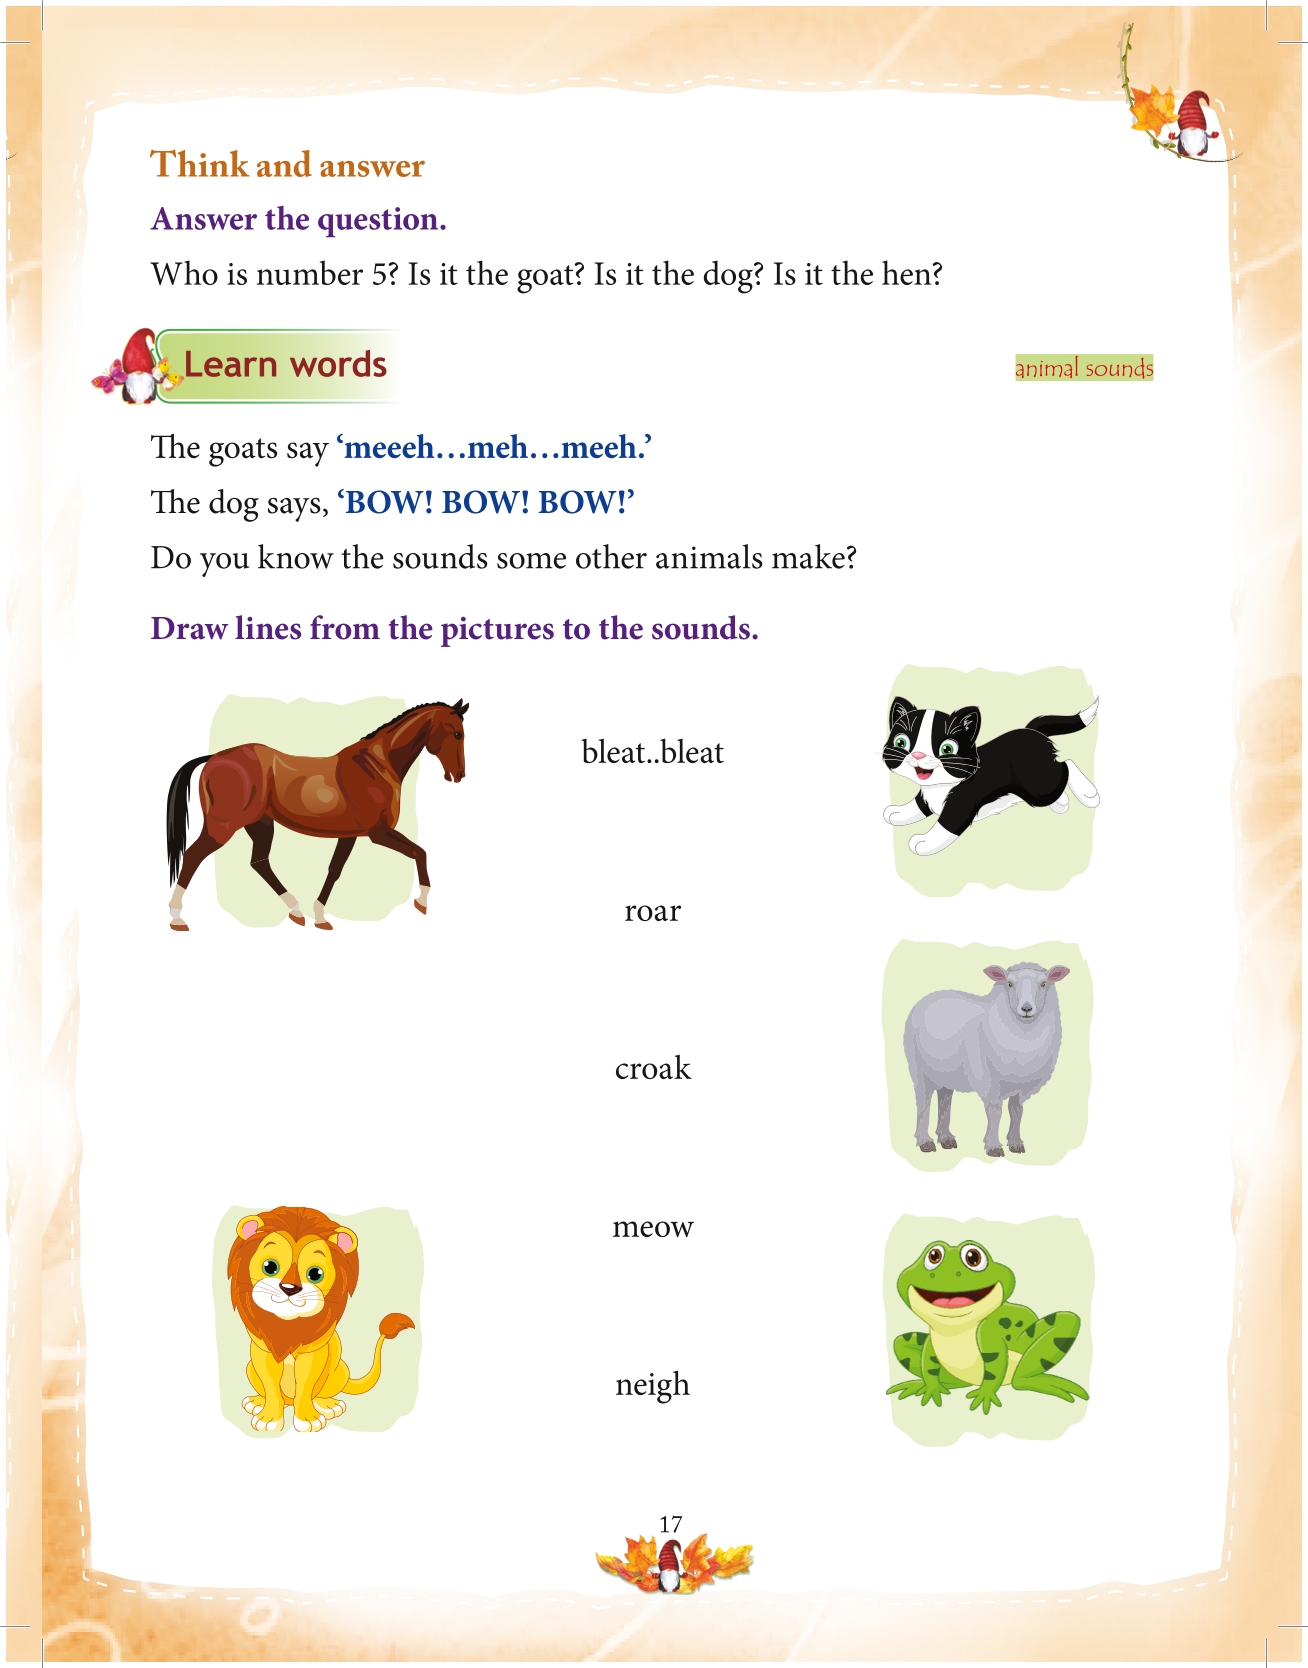 Think and answer
Answer the question.
Who is number 5? Is it the goat? Is it the dog? Is it the hen?
Learn words
animal sounds
The goats say ‘meeeh…meh…meeh.’
The dog says, ‘BOW! BOW! BOW!’
Do you know the sounds some other animals make?
Draw lines from the pictures to the sounds.
bleat..bleat
roar
croak
meow
neigh
17